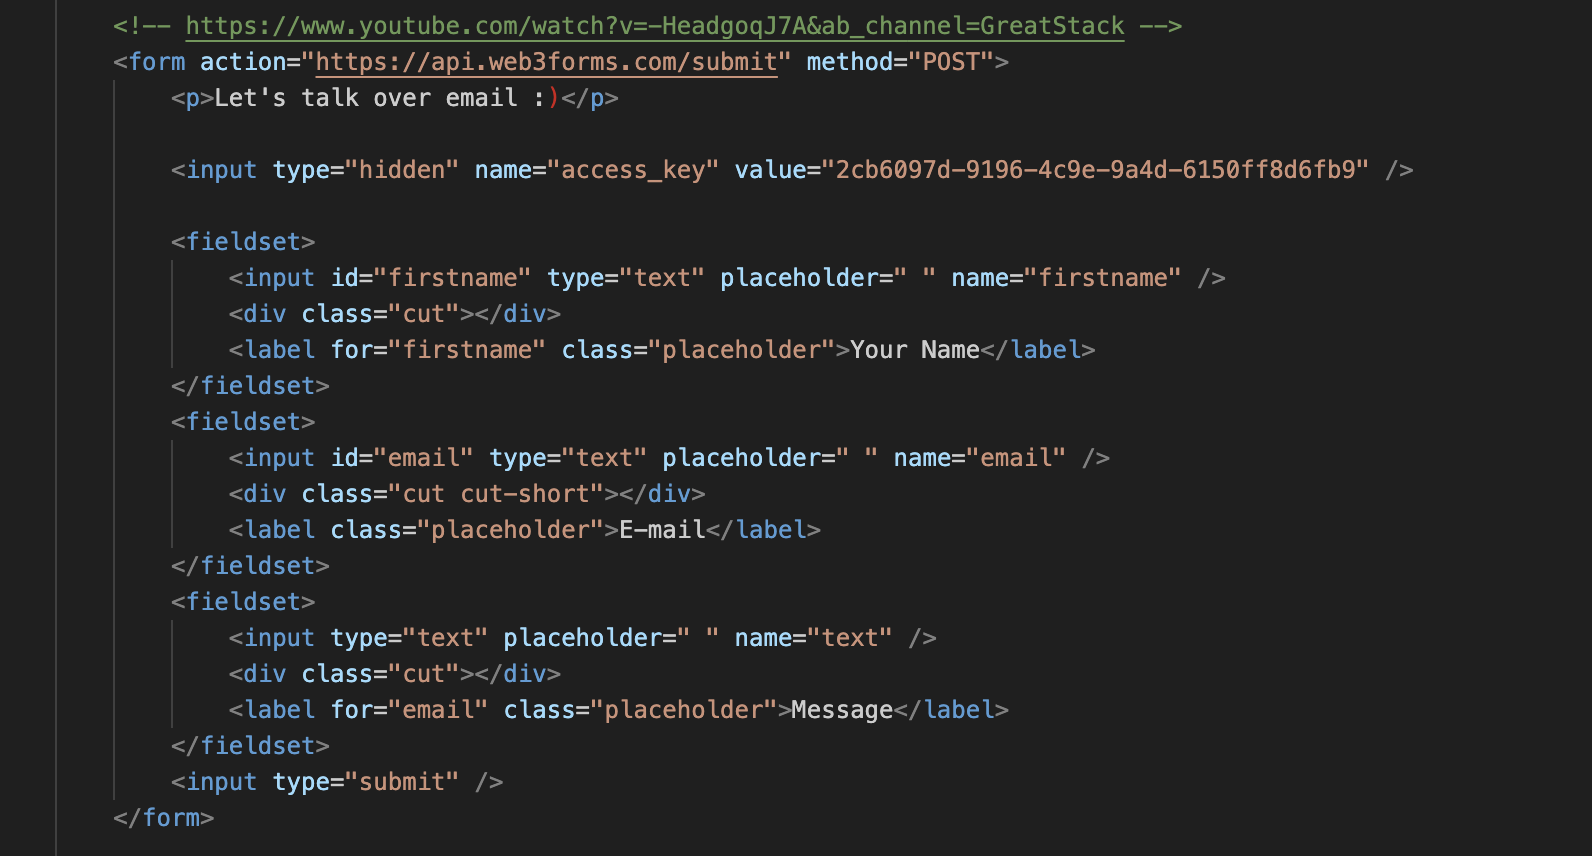 <!-- https://www.youtube.com/watch?v=-HeadgoqJ7A&ab_channel=GreatStack -->
<form action="https://api.web3forms.com/submit" method="POST">
<p>Let's talk over email :)</p>
<input type="hidden" name="access_key" value="2cb6097d-9196-4c9e-9a4d-6150ff8d6fb9" />
<fieldset>
<input id="firstname" type="text" placeholder=" " name="firstname" />
<div class="cut"></div>
<label for="firstname" class="placeholder">Your Name</label>
</fieldset>
<fieldset>
<input id="email" type="text" placeholder=" " name="email" />
<div class="cut cut-short"></div>
<label class="placeholder">E-mail</label>
</fieldset>
<fieldset>
<input type="text" placeholder=" " name="text" />
<div class="cut"></div>
<label for="email" class="placeholder">Message</label>
</fieldset>
<input type="submit" />
</form>